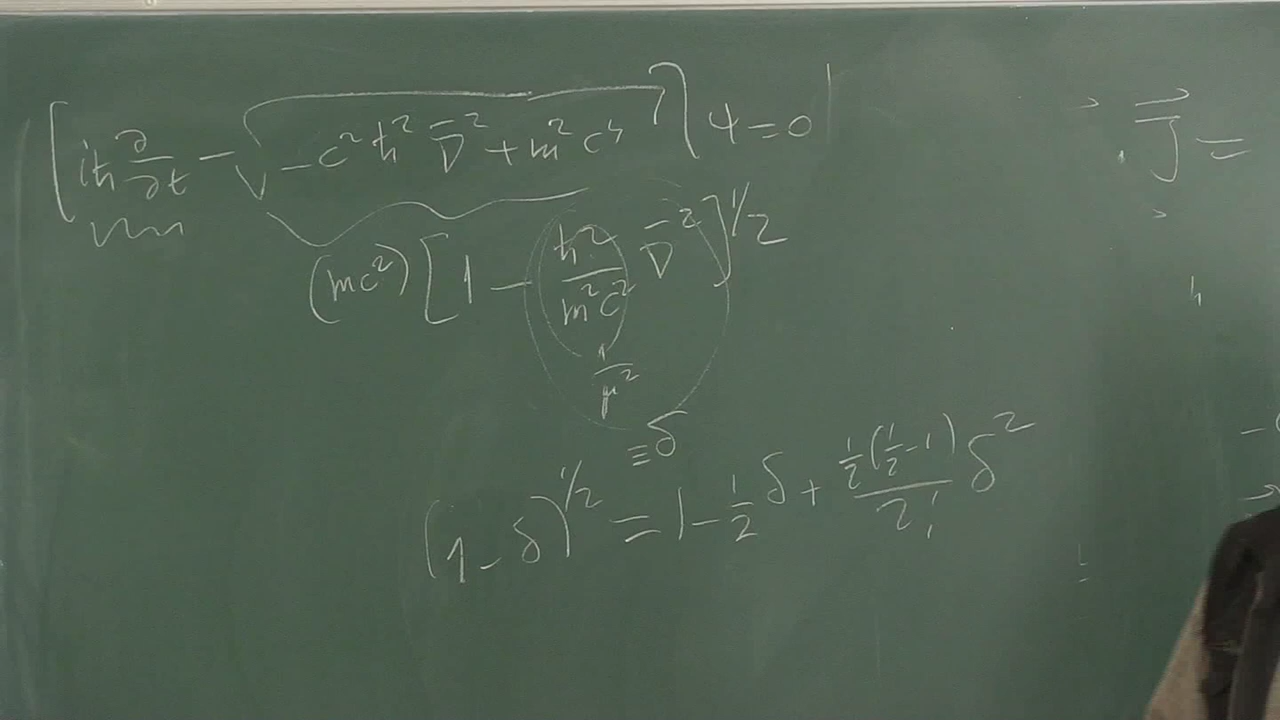 [iħ ∂/∂t − √(−c²ħ²∇̄² + m²c⁴)] ψ = 0
J⃗ =
(mc²) [1 − ħ²/m²c² ∇̄²]^1/2
1/μ²
≡ δ
(1 − δ)^1/2 = 1 − 1/2 δ + 1/2(1/2 − 1)/2! δ²